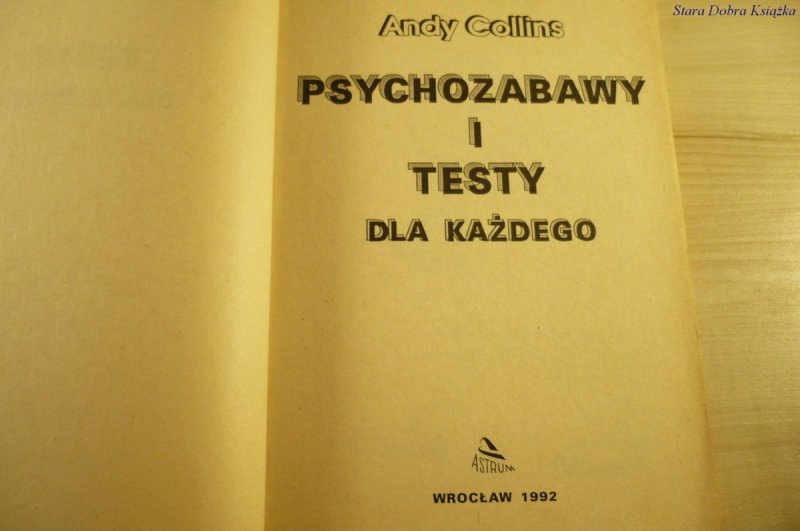 Stara Dobra Książka
Andy Collins
PSYCHOZABAWY
I
TESTY
DLA KAŻDEGO
ASTRUM
WROCŁAW 1992